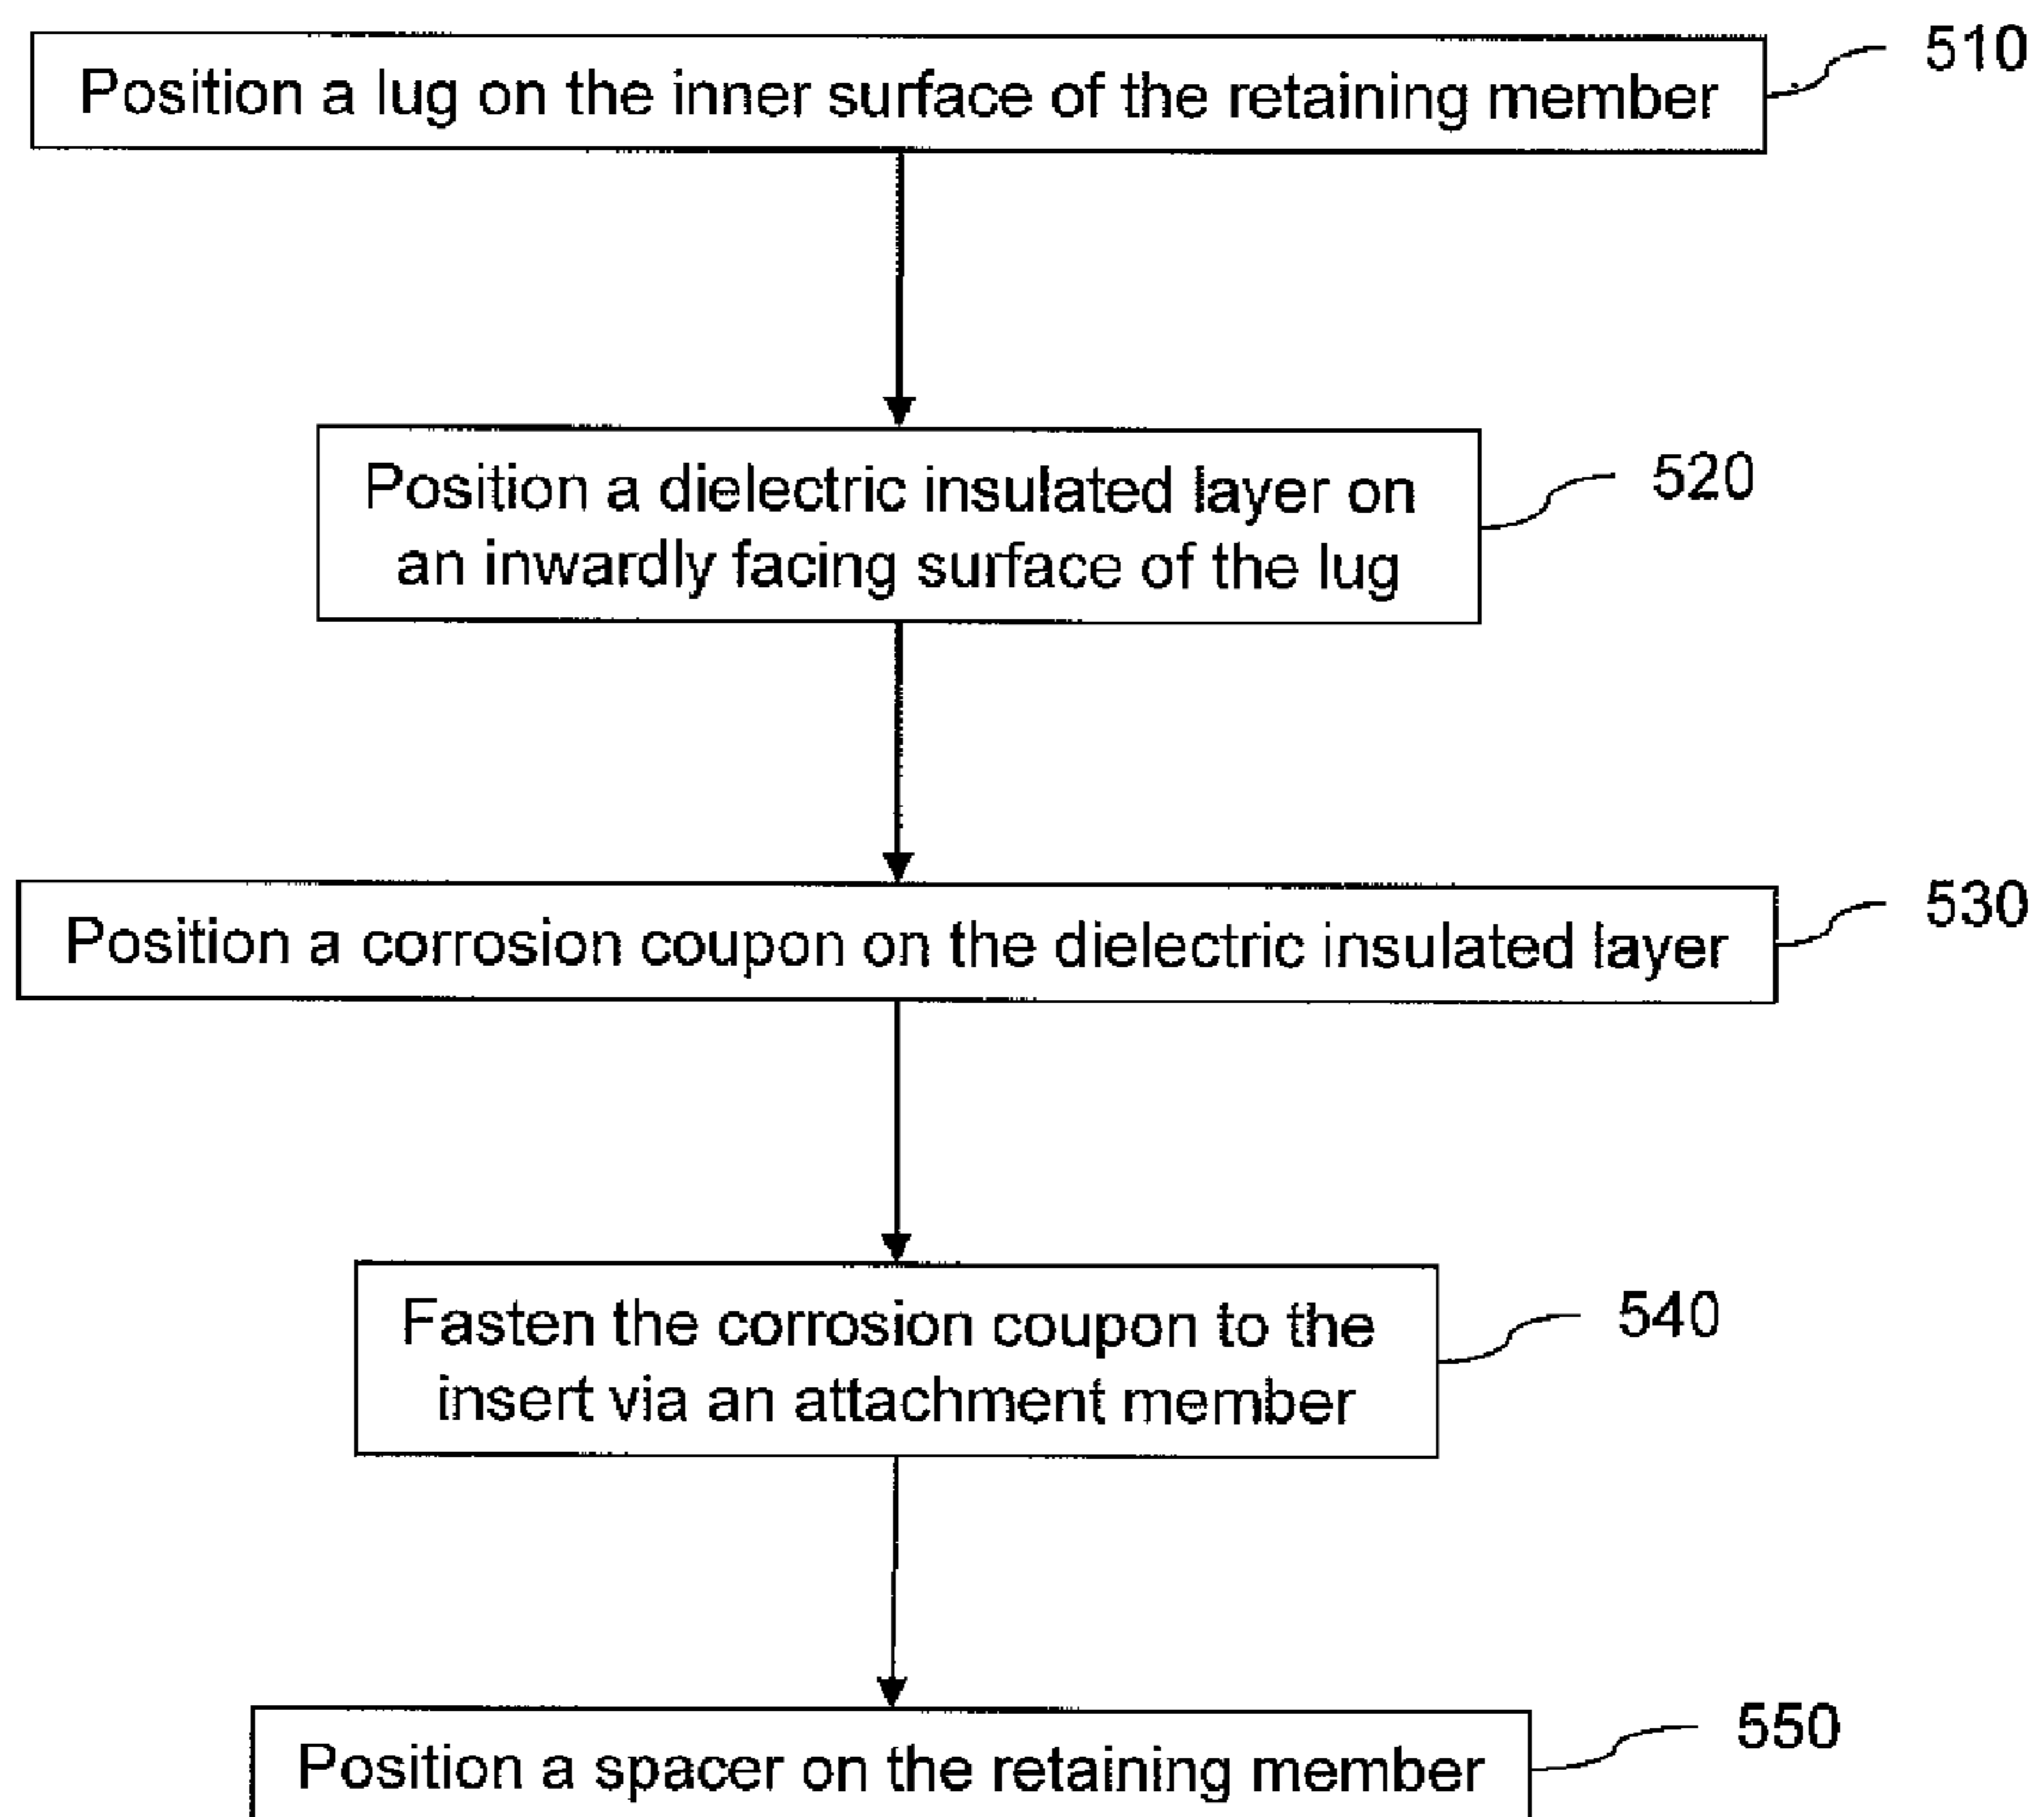 Position a lug on the inner surface of the retaining member
510
Position a dielectric insulated layer on
an inwardly facing surface of the lug
520
Position a corrosion coupon on the dielectric insulated layer
530
Fasten the corrosion coupon to the
insert via an attachment member
540
Position a spacer on the retaining member
550